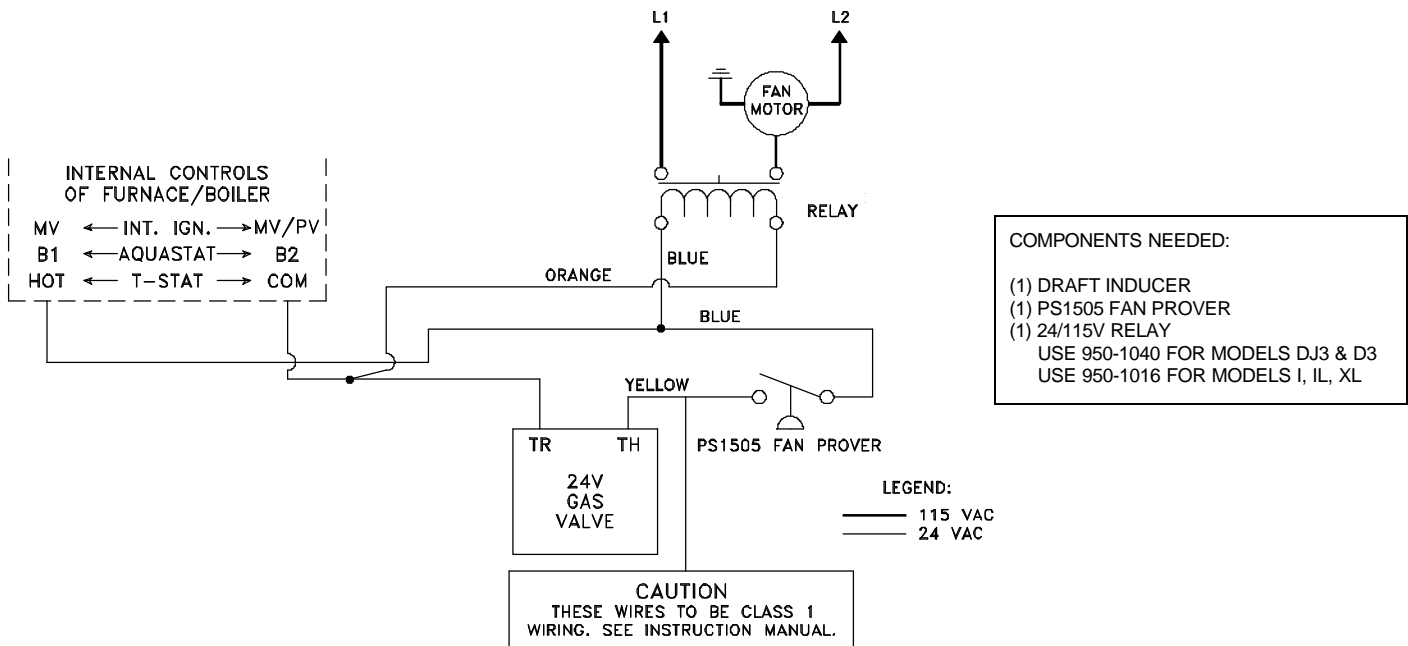 L1
L2
FAN
MOTOR
INTERNAL CONTROLS
OF FURNACE/BOILER
MV ← INT. IGN. → MV/PV
B1 ← AQUASTAT → B2
HOT ← T-STAT → COM
RELAY
BLUE
ORANGE
BLUE
YELLOW
TR TH
24V
GAS
VALVE
PS1505 FAN PROVER
LEGEND:
115 VAC
24 VAC
CAUTION
THESE WIRES TO BE CLASS 1
WIRING. SEE INSTRUCTION MANUAL.
COMPONENTS NEEDED:
(1) DRAFT INDUCER
(1) PS1505 FAN PROVER
(1) 24/115V RELAY
USE 950-1040 FOR MODELS DJ3 & D3
USE 950-1016 FOR MODELS I, IL, XL